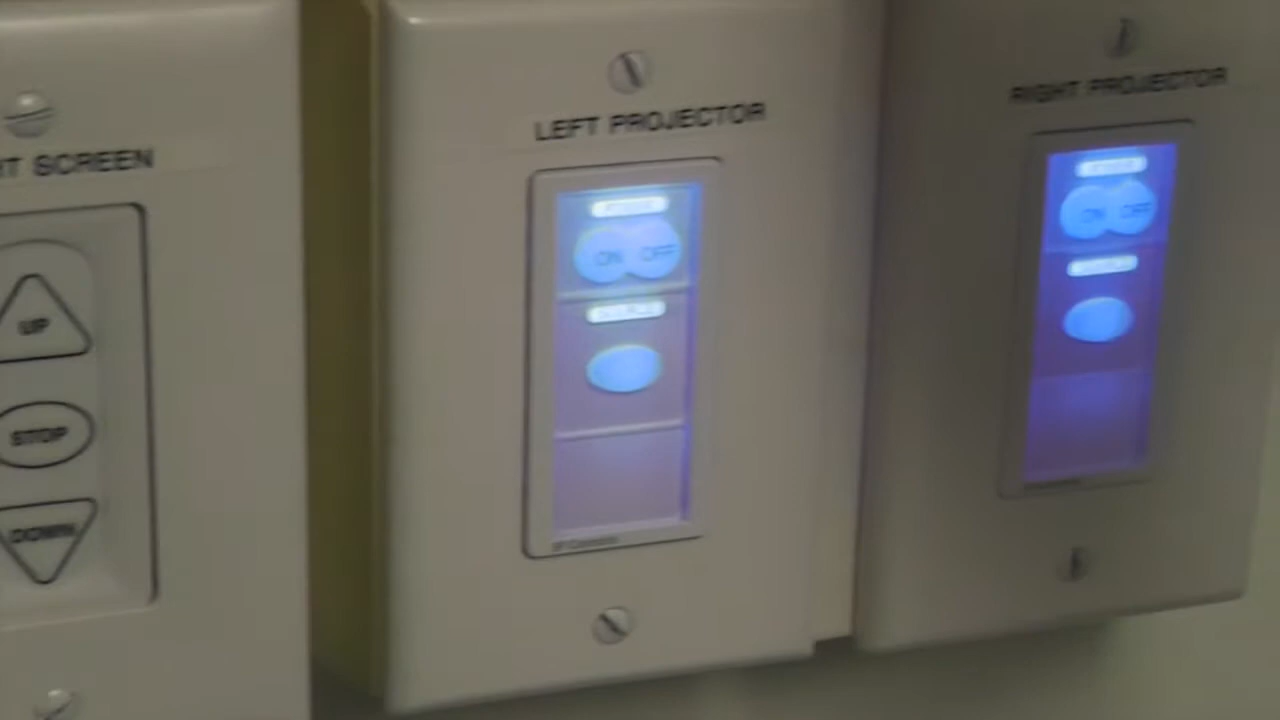 T SCREEN
UP
STOP
DOWN
LEFT PROJECTOR
ON OFF
RIGHT PROJECTOR
ON OFF